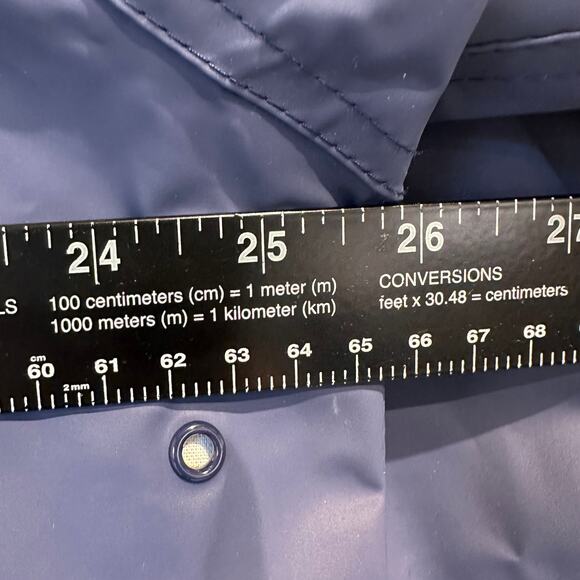 24 25 26 27
LS 100 centimeters (cm) = 1 meter (m) CONVERSIONS
1000 meters (m) = 1 kilometer (km) feet x 30.48 = centimeters
cm
60 61 62 63 64 65 66 67 68
2mm